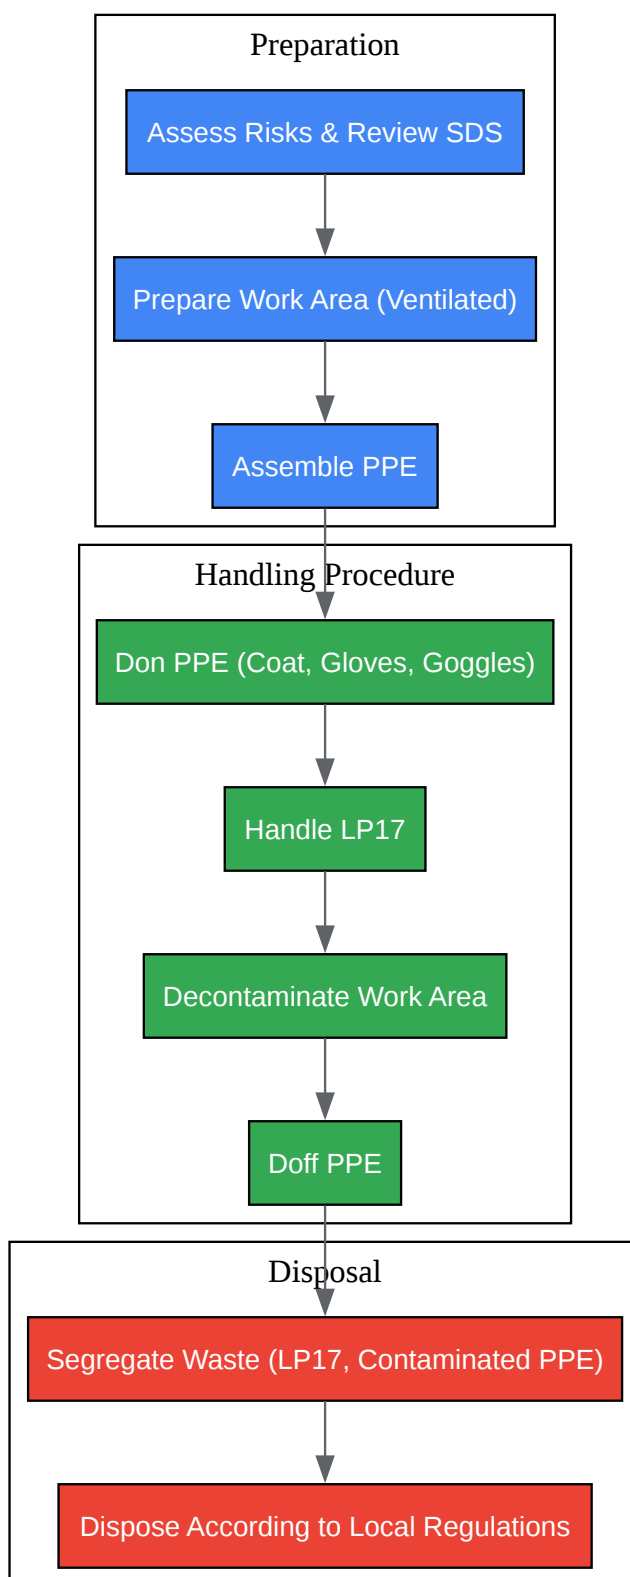 Preparation
Assess Risks & Review SDS
Prepare Work Area (Ventilated)
Assemble PPE
Handling Procedure
Don PPE (Coat, Gloves, Goggles)
Handle LP17
Decontaminate Work Area
Doff PPE
Disposal
Segregate Waste (LP17, Contaminated PPE)
Dispose According to Local Regulations